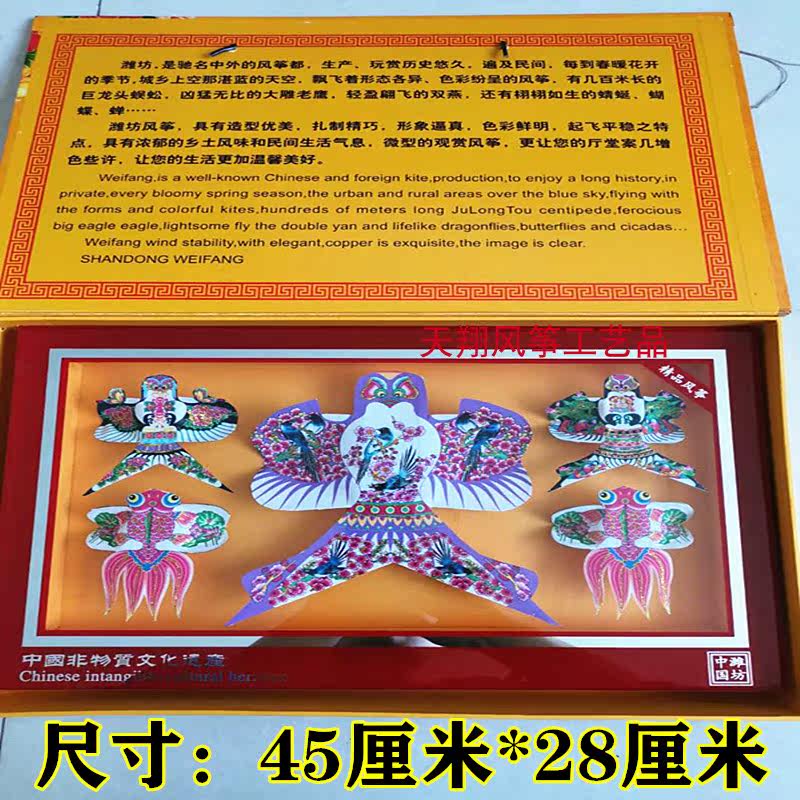 潍坊，是驰名中外的风筝都，生产、玩赏历史悠久，遍及民间，每到春暖花开
的季节，城乡上空那湛蓝的天空，飘飞着形态各异、色彩纷呈的风筝，有几百米长的
巨龙头蜈蚣，凶猛无比的大雕老鹰，轻盈翩飞的双燕，还有栩栩如生的蜻蜓、蝴
蝶、蝉……
潍坊风筝，具有造型优美，扎制精巧，形象逼真，色彩鲜明，起飞平稳之特
点，具有浓郁的乡土风味和民间生活气息，微型的观赏风筝，更让您的厅堂案几增
色些许，让您的生活更加温馨美好。
Weifang,is a well-known Chinese and foreign kite,production,to enjoy a long history,in
private,every bloomy spring season,the urban and rural areas over the blue sky,flying with
the forms and colorful kites,hundreds of meters long JuLongTou centipede,ferocious
big eagle eagle,lightsome fly the double yan and lifelike dragonflies,butterflies and cicadas...
Weifang wind stability,with elegant,copper is exquisite,the image is clear.
SHANDONG WEIFANG
天翔风筝工艺品
精品风筝
中國非物質文化遺產
Chinese intangible cultural heritage
中潍
国坊
尺寸：45厘米*28厘米